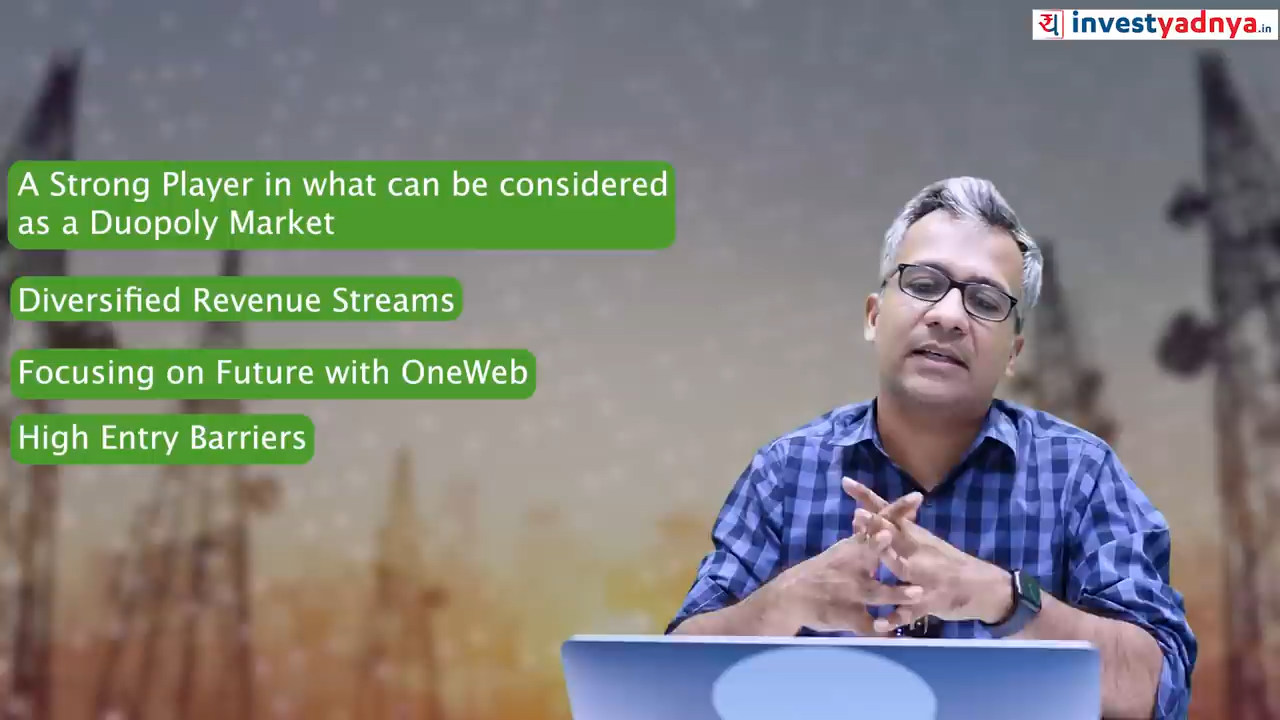 य investyadnya.in
A Strong Player in what can be considered
as a Duopoly Market
Diversified Revenue Streams
Focusing on Future with OneWeb
High Entry Barriers